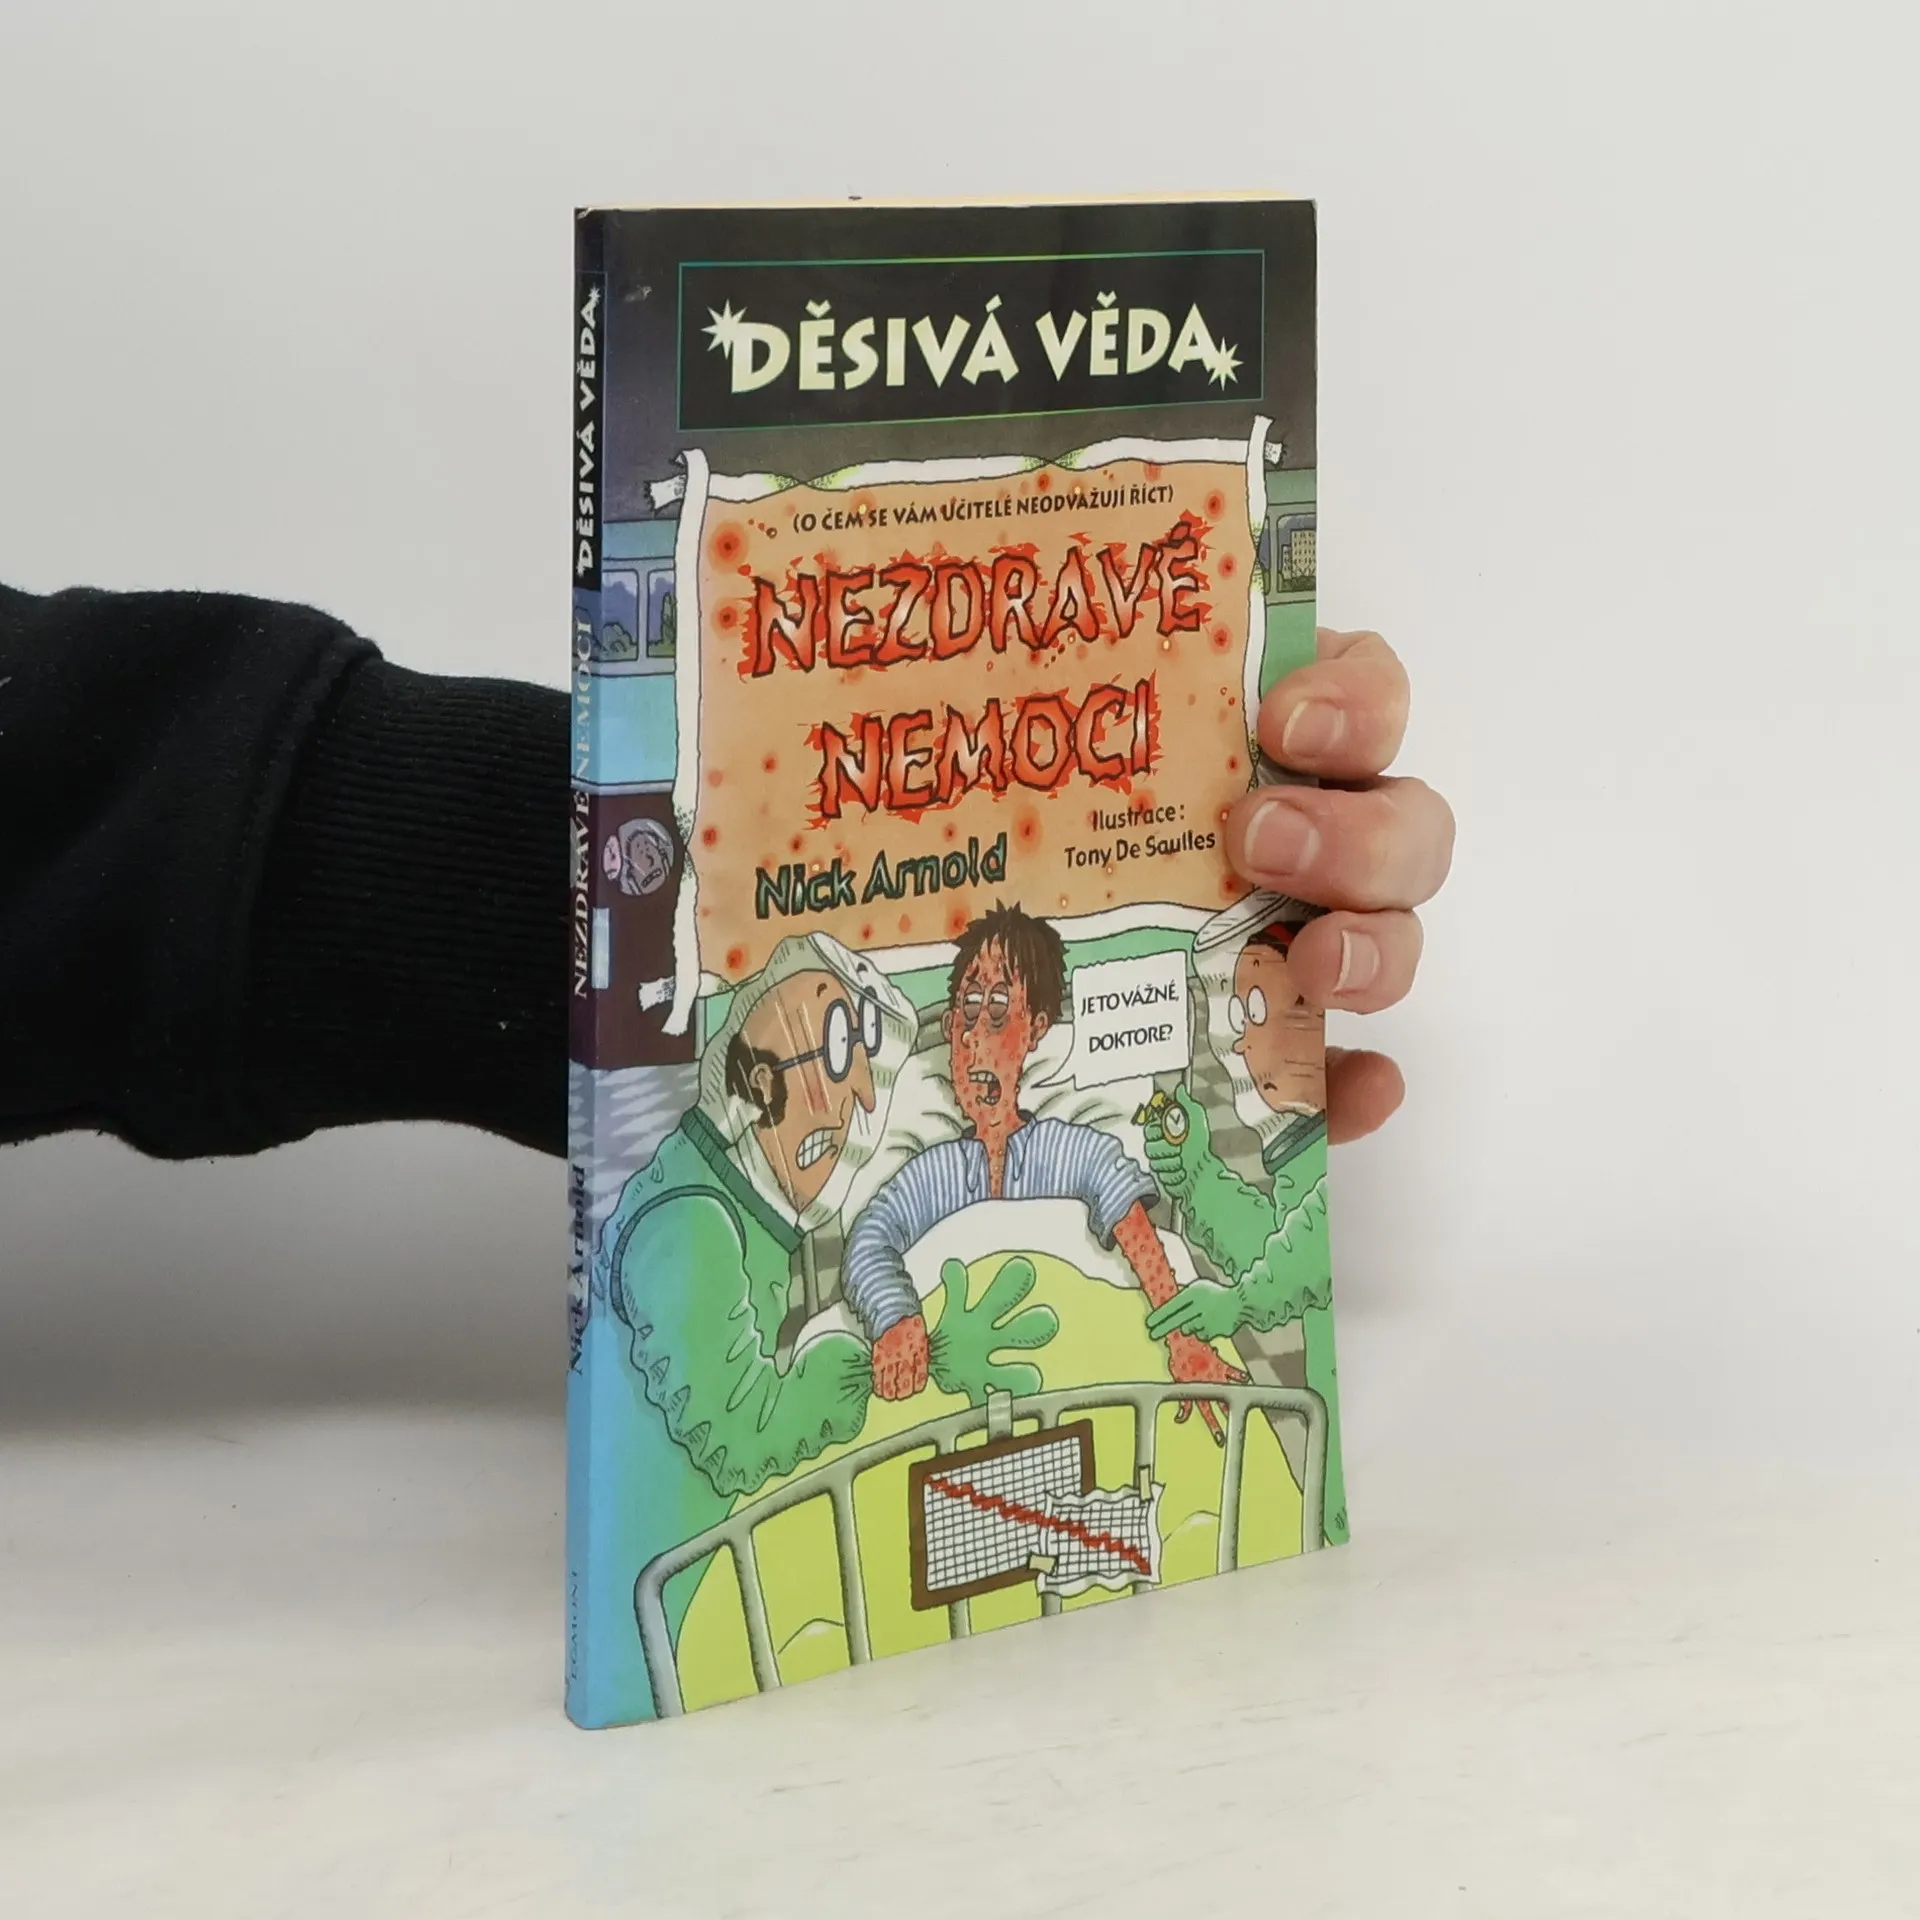 DĚSIVÁ VĚDA
(O ČEM SE VÁM UČITELÉ NEODVAŽUJÍ ŘÍCT)
NEZDRAVÉ
NEMOCI
Ilustrace:
Tony De Saulles
Nick Arnold
JE TO VÁŽNÉ,
DOKTORE?
DĚSIVÁ VĚDA
NEZDRAVÉ NEMOCI
Nick Arnold
EGMONT